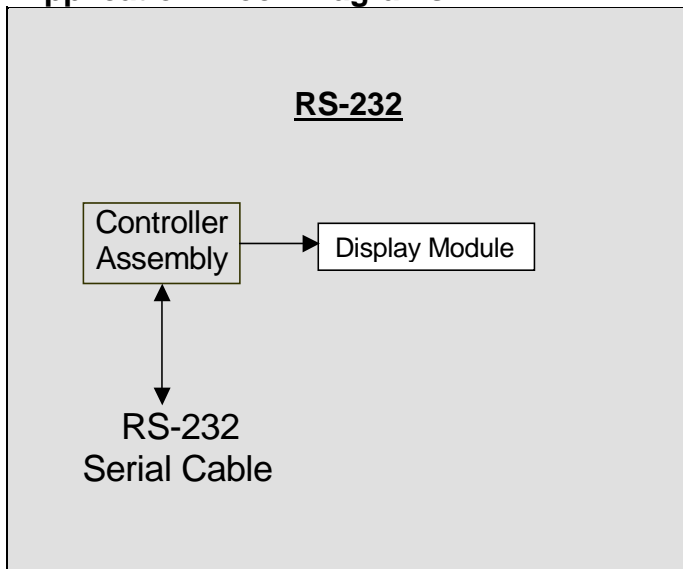 RS-232
Controller
Assembly
Display Module
RS-232
Serial Cable